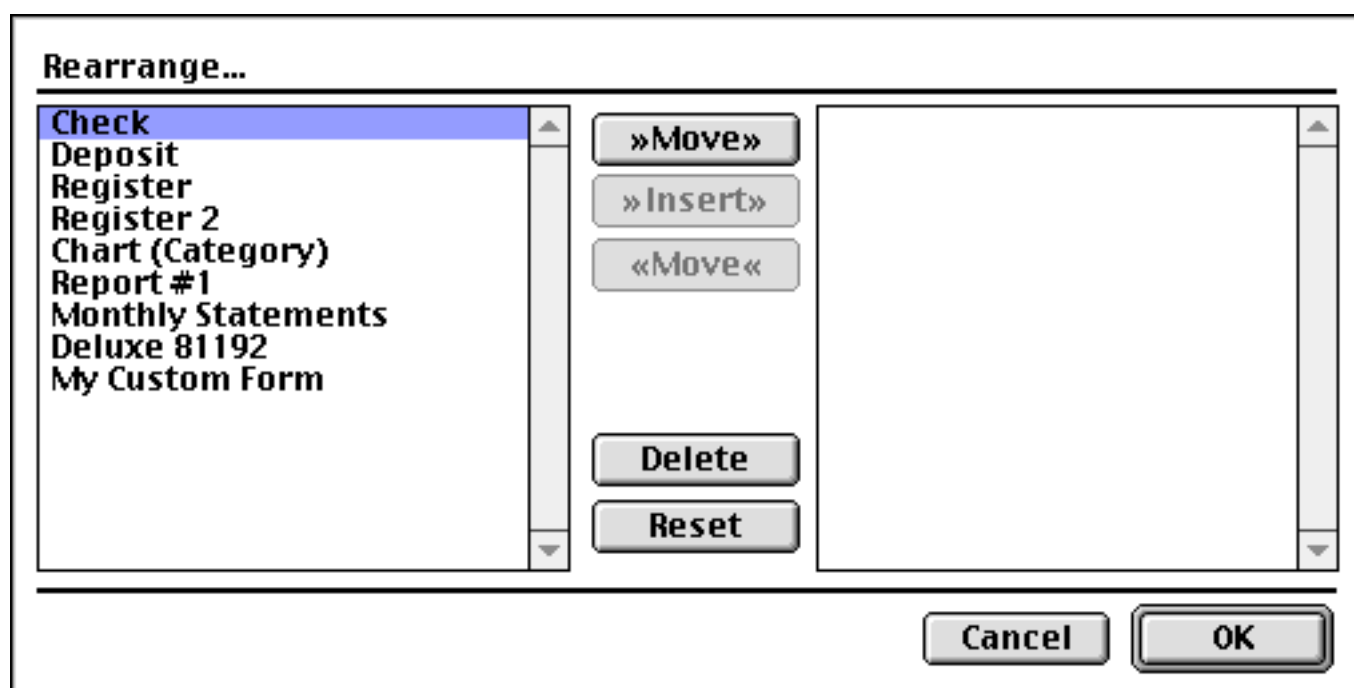 Rearrange...
Check
Deposit
Register
Register 2
Chart (Category)
Report #1
Monthly Statements
Deluxe 81192
My Custom Form
»Move»
»Insert»
«Move«
Delete
Reset
Cancel
OK